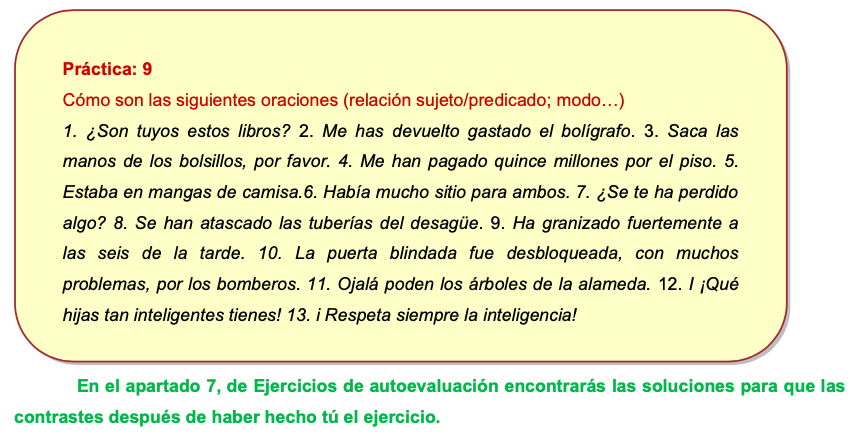 Práctica: 9
Cómo son las siguientes oraciones (relación sujeto/predicado; modo…)
1. ¿Son tuyos estos libros? 2. Me has devuelto gastado el bolígrafo. 3. Saca las
manos de los bolsillos, por favor. 4. Me han pagado quince millones por el piso. 5.
Estaba en mangas de camisa.6. Había mucho sitio para ambos. 7. ¿Se te ha perdido
algo? 8. Se han atascado las tuberías del desagüe. 9. Ha granizado fuertemente a
las seis de la tarde. 10. La puerta blindada fue desbloqueada, con muchos
problemas, por los bomberos. 11. Ojalá poden los árboles de la alameda. 12. I ¡Qué
hijas tan inteligentes tienes! 13. i Respeta siempre la inteligencia!
En el apartado 7, de Ejercicios de autoevaluación encontrarás las soluciones para que las
contrastes después de haber hecho tú el ejercicio.